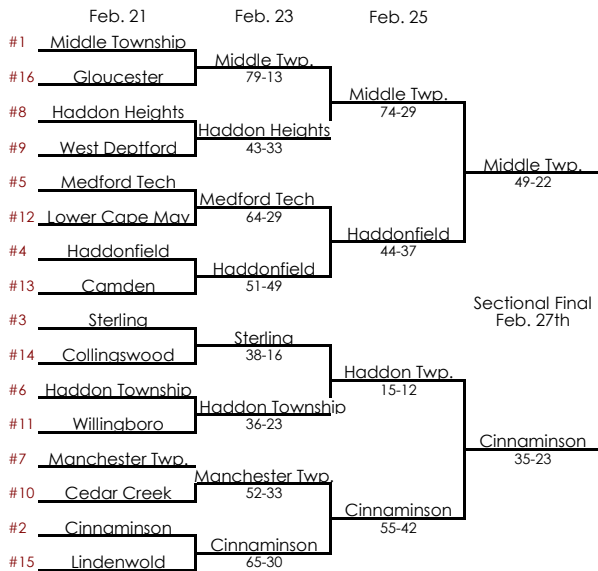 Feb. 21
Feb. 23
Feb. 25
#1 Middle Township
Middle Twp.
79-13
#16 Gloucester
Middle Twp.
74-29
#8 Haddon Heights
Haddon Heights
43-33
#9 West Deptford
Middle Twp.
49-22
#5 Medford Tech
Medford Tech
64-29
#12 Lower Cape May
Haddonfield
44-37
#4 Haddonfield
Haddonfield
51-49
#13 Camden
Sectional Final
Feb. 27th
#3 Sterling
Sterling
38-16
#14 Collingswood
Haddon Twp.
15-12
#6 Haddon Township
Haddon Township
36-23
#11 Willingboro
Cinnaminson
35-23
#7 Manchester Twp.
Manchester Twp.
52-33
#10 Cedar Creek
Cinnaminson
55-42
#2 Cinnaminson
Cinnaminson
65-30
#15 Lindenwold